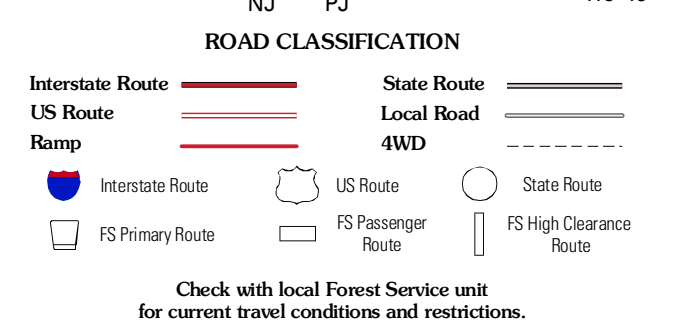 NJ PJ
ROAD CLASSIFICATION
Interstate Route State Route
US Route Local Road
Ramp 4WD
Interstate Route US Route State Route
FS Primary Route FS Passenger Route FS High Clearance Route
Check with local Forest Service unit
for current travel conditions and restrictions.